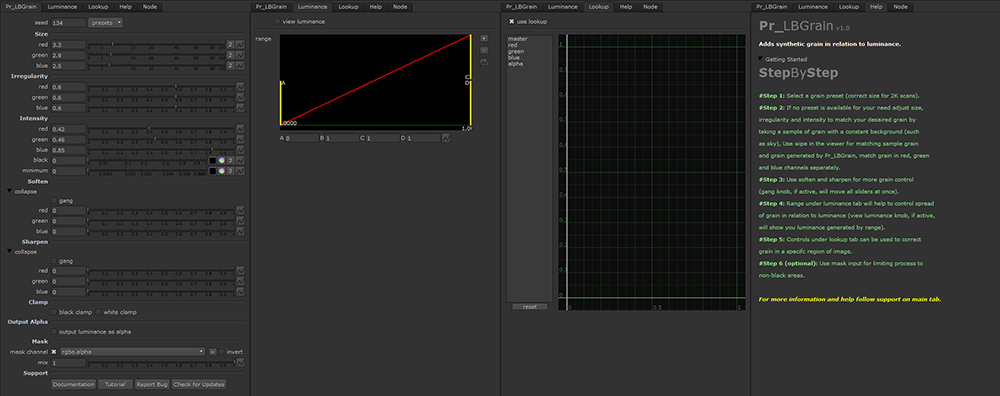 Pr_LBGrain Luminance Lookup Help Node
seed 134 presets
Size
red 3.3 2
green 2.9 2
blue 2.5 2
Irregularity
red 0.6
green 0.6
blue 0.6
Intensity
red 0.42
green 0.46
blue 0.85
black 0 3
minimum 0 3
Soften
collapse
gang
red 0
green 0
blue 0
Sharpen
collapse
gang
red 0
green 0
blue 0
Clamp
black clamp white clamp
Output Alpha
output luminance as alpha
Mask
mask channel rgba.alpha invert
mix 1
Support
Documentation Tutorial Report Bug Check for Updates
Pr_LBGrain Luminance Lookup Help Node
view luminance
range
A
C
D
A 0 B 1 C 1 D 1
Pr_LBGrain Luminance Lookup Help Node
use lookup
master
red
green
blue
alpha
reset
0 0.5 1
Pr_LBGrain Luminance Lookup Help Node
Pr_LBGrain v1.0
Adds synthetic grain in relation to luminance.
Getting Started
StepByStep
#Step 1: Select a grain preset (correct size for 2K scans).
#Step 2: If no preset is available for your need adjust size,
irregularity and intensity to match your desaired grain by
taking a sample of grain with a constant background (such
as sky), Use wipe in the viewer for matching sample grain
and grain generated by Pr_LBGrain, match grain in red, green
and blue channels separately.
#Step 3: Use soften and sharpen for more grain control
(gang knob, if active, will move all sliders at once).
#Step 4: Range under luminance tab will help to control spread
of grain in relation to luminance (view luminance knob, if active,
will show you luminance generated by range).
#Step 5: Controls under lookup tab can be used to correct
grain in a specifc region of image.
#Step 6 (optional): Use mask input for limiting process to
non-black areas.
For more information and help follow support on main tab.